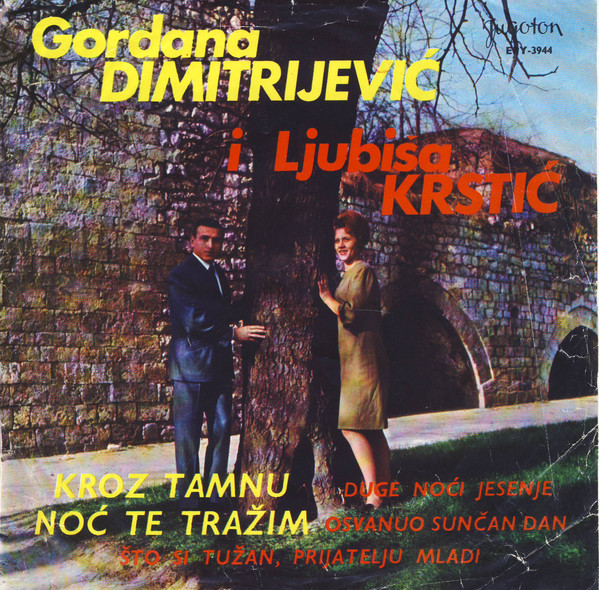 Gordana
DIMITRIJEVIĆ
Jugoton
EPY-3944
i Ljubiša
KRSTIĆ
KROZ TAMNU
NOĆ TE TRAŽIM
DUGE NOĆI JESENJE
OSVANUO SUNČAN DAN
ŠTO SI TUŽAN, PRIJATELJU MLADI